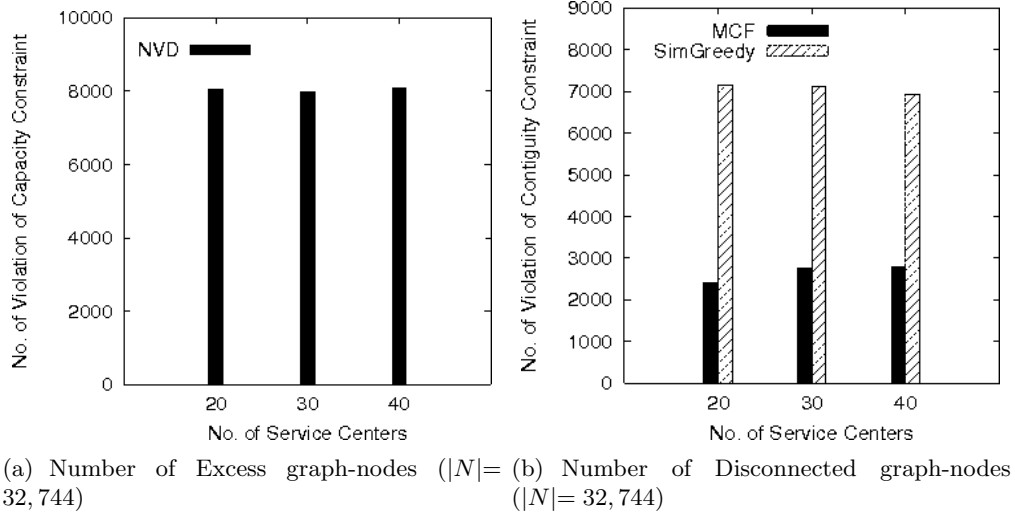 No. of Violation of Capacity Constraint
10000
8000
6000
4000
2000
0
NVD
20 30 40
No. of Service Centers
(a) Number of Excess graph-nodes (|N|=
32, 744)
No. of Violation of Contiguity Constraint
9000
8000
7000
6000
5000
4000
3000
2000
1000
0
MCF
SimGreedy
20 30 40
No. of Service Centers
(b) Number of Disconnected graph-nodes
(|N|= 32, 744)